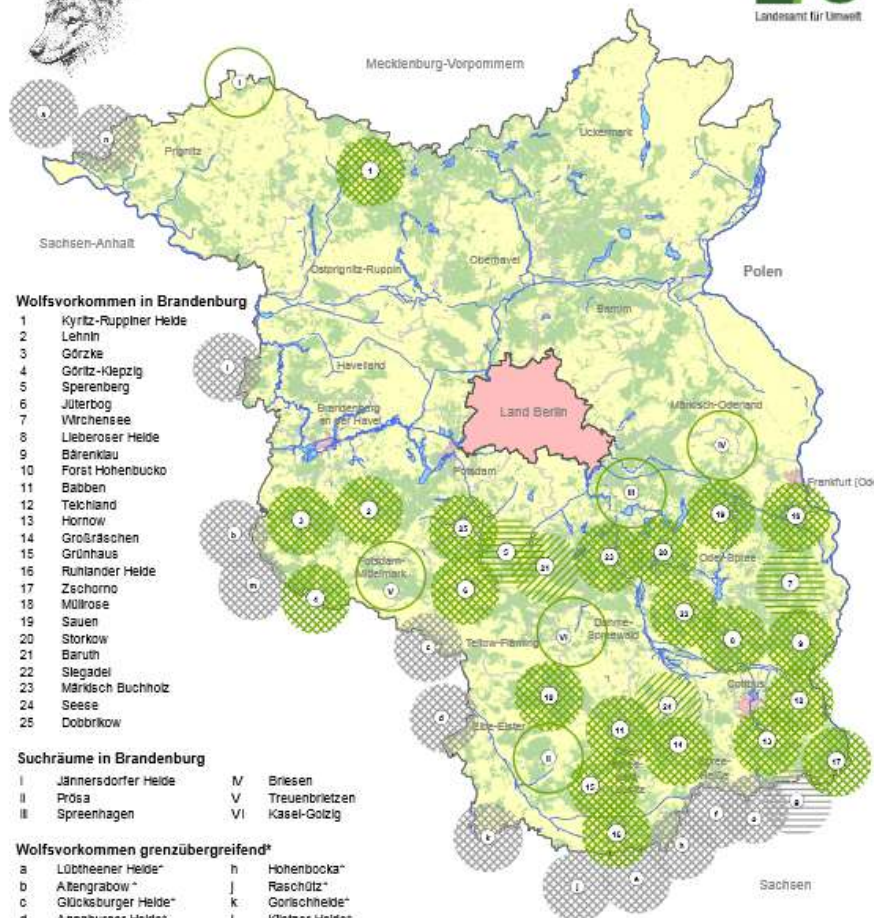 Landesamt für Umwelt
Mecklenburg-Vorpommern
Uckermark
Prignitz
Sachsen-Anhalt
Ostprignitz-Ruppin
Oberhavel
Polen
Barnim
Havelland
Brandenburg
an der Havel
Land Berlin
Märkisch-Oderland
Potsdam
Frankfurt (Ode
Potsdam-
Mittelmark
Oder-Spree
Teltow-Fläming
Dahme-
Spreewald
Cottbus
Elbe-Elster
Sachsen
Wolfsvorkommen in Brandenburg
1 Kyritz-Ruppiner Heide
2 Lehnin
3 Görzke
4 Göritz-Klepzig
5 Sperenberg
6 Jüterbog
7 Wirchensee
8 Lieberoser Heide
9 Bärenklau
10 Forst Hohenbucko
11 Babben
12 Teichland
13 Hornow
14 Großräschen
15 Grünhaus
16 Ruhlander Heide
17 Zschorno
18 Müllrose
19 Sauen
20 Storkow
21 Baruth
22 Siegadel
23 Märkisch Buchholz
24 Seese
25 Dobbrikow
Suchräume in Brandenburg
I Jännersdorfer Heide IV Briesen
II Prösa V Treuenbrietzen
III Spreenhagen VI Kasel-Golzig
Wolfsvorkommen grenzübergreifend*
a Lübtheener Heide* h Hohenbocka*
b Altengrabow * j Raschütz*
c Glücksburger Heide* k Gorischheide*
d Annaburger Heide* l Klietzer Heide*